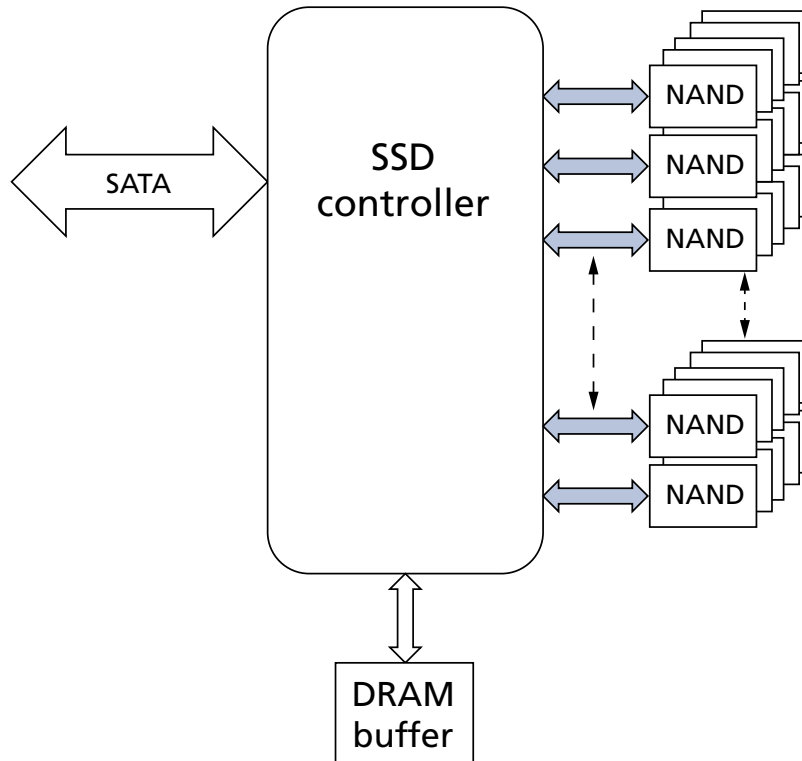 SATA
SSD
controller
NAND
NAND
NAND
NAND
NAND
DRAM
buffer